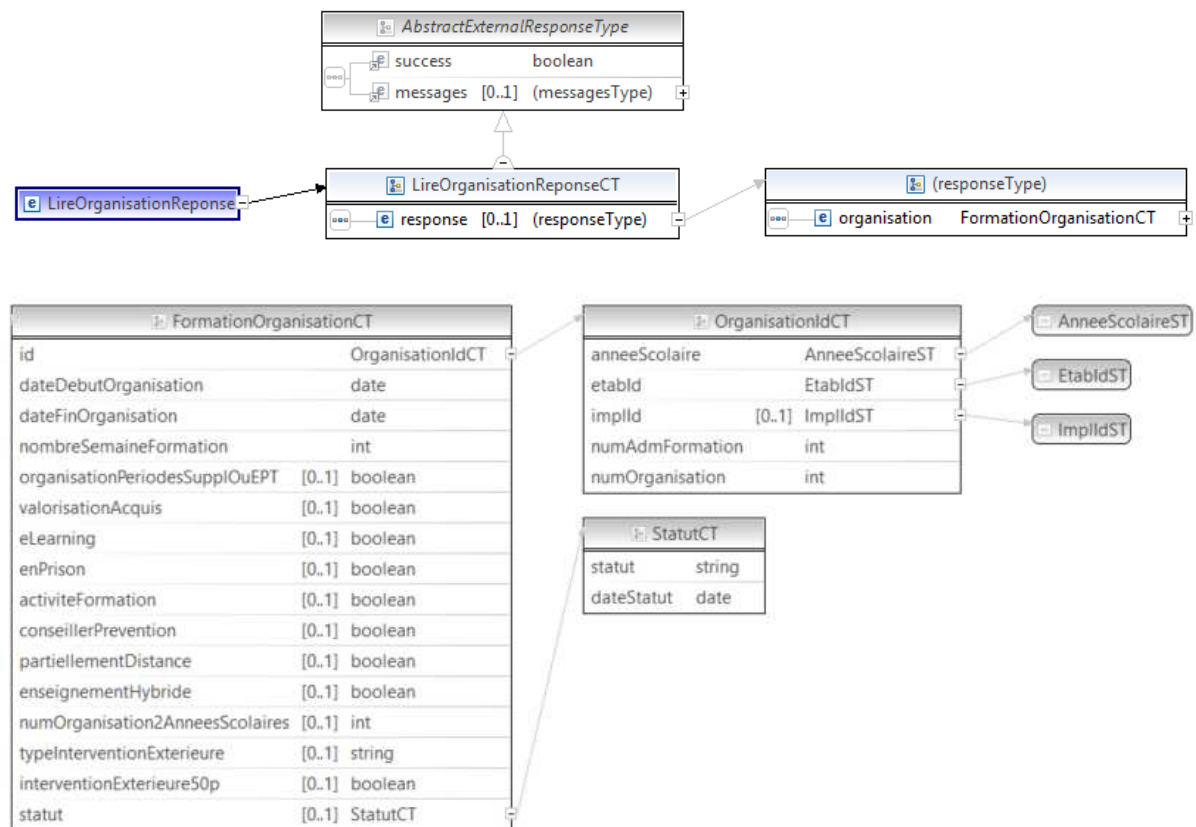 AbstractExternalResponseType
success boolean
messages [0..1] (messagesType)
LireOrganisationReponse
LireOrganisationReponseCT
response [0..1] (responseType)
(responseType)
organisation FormationOrganisationCT
FormationOrganisationCT
id OrganisationIdCT
dateDebutOrganisation date
dateFinOrganisation date
nombreSemaineFormation int
organisationPeriodesSupplOuEPT [0..1] boolean
valorisationAcquis [0..1] boolean
eLearning [0..1] boolean
enPrison [0..1] boolean
activiteFormation [0..1] boolean
conseillerPrevention [0..1] boolean
partiellementDistance [0..1] boolean
enseignementHybride [0..1] boolean
numOrganisation2AnneesScolaires [0..1] int
typeInterventionExterieure [0..1] string
interventionExterieure50p [0..1] boolean
statut [0..1] StatutCT
OrganisationIdCT
anneeScolaire AnneeScolaireST
etabId EtabIdST
implId [0..1] ImplIdST
numAdmFormation int
numOrganisation int
StatutCT
statut string
dateStatut date
AnneeScolaireST
EtabIdST
ImplIdST